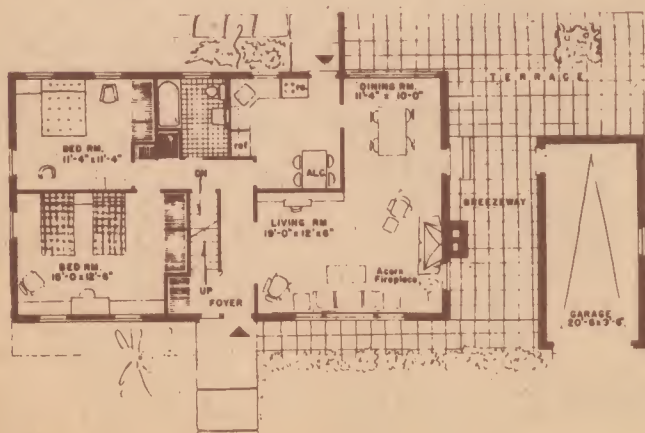 TERRACE
DINING RM.
11'-4" x 10'-0"
BED RM.
11'-4" x 11'-4"
ref
ALC.
DN
LIVING RM
19'-0" x 12'x6"
BREEZEWAY
BED RM.
15'-0 x 12'-6"
Acorn
Fireplace
UP
FOYER
GARAGE